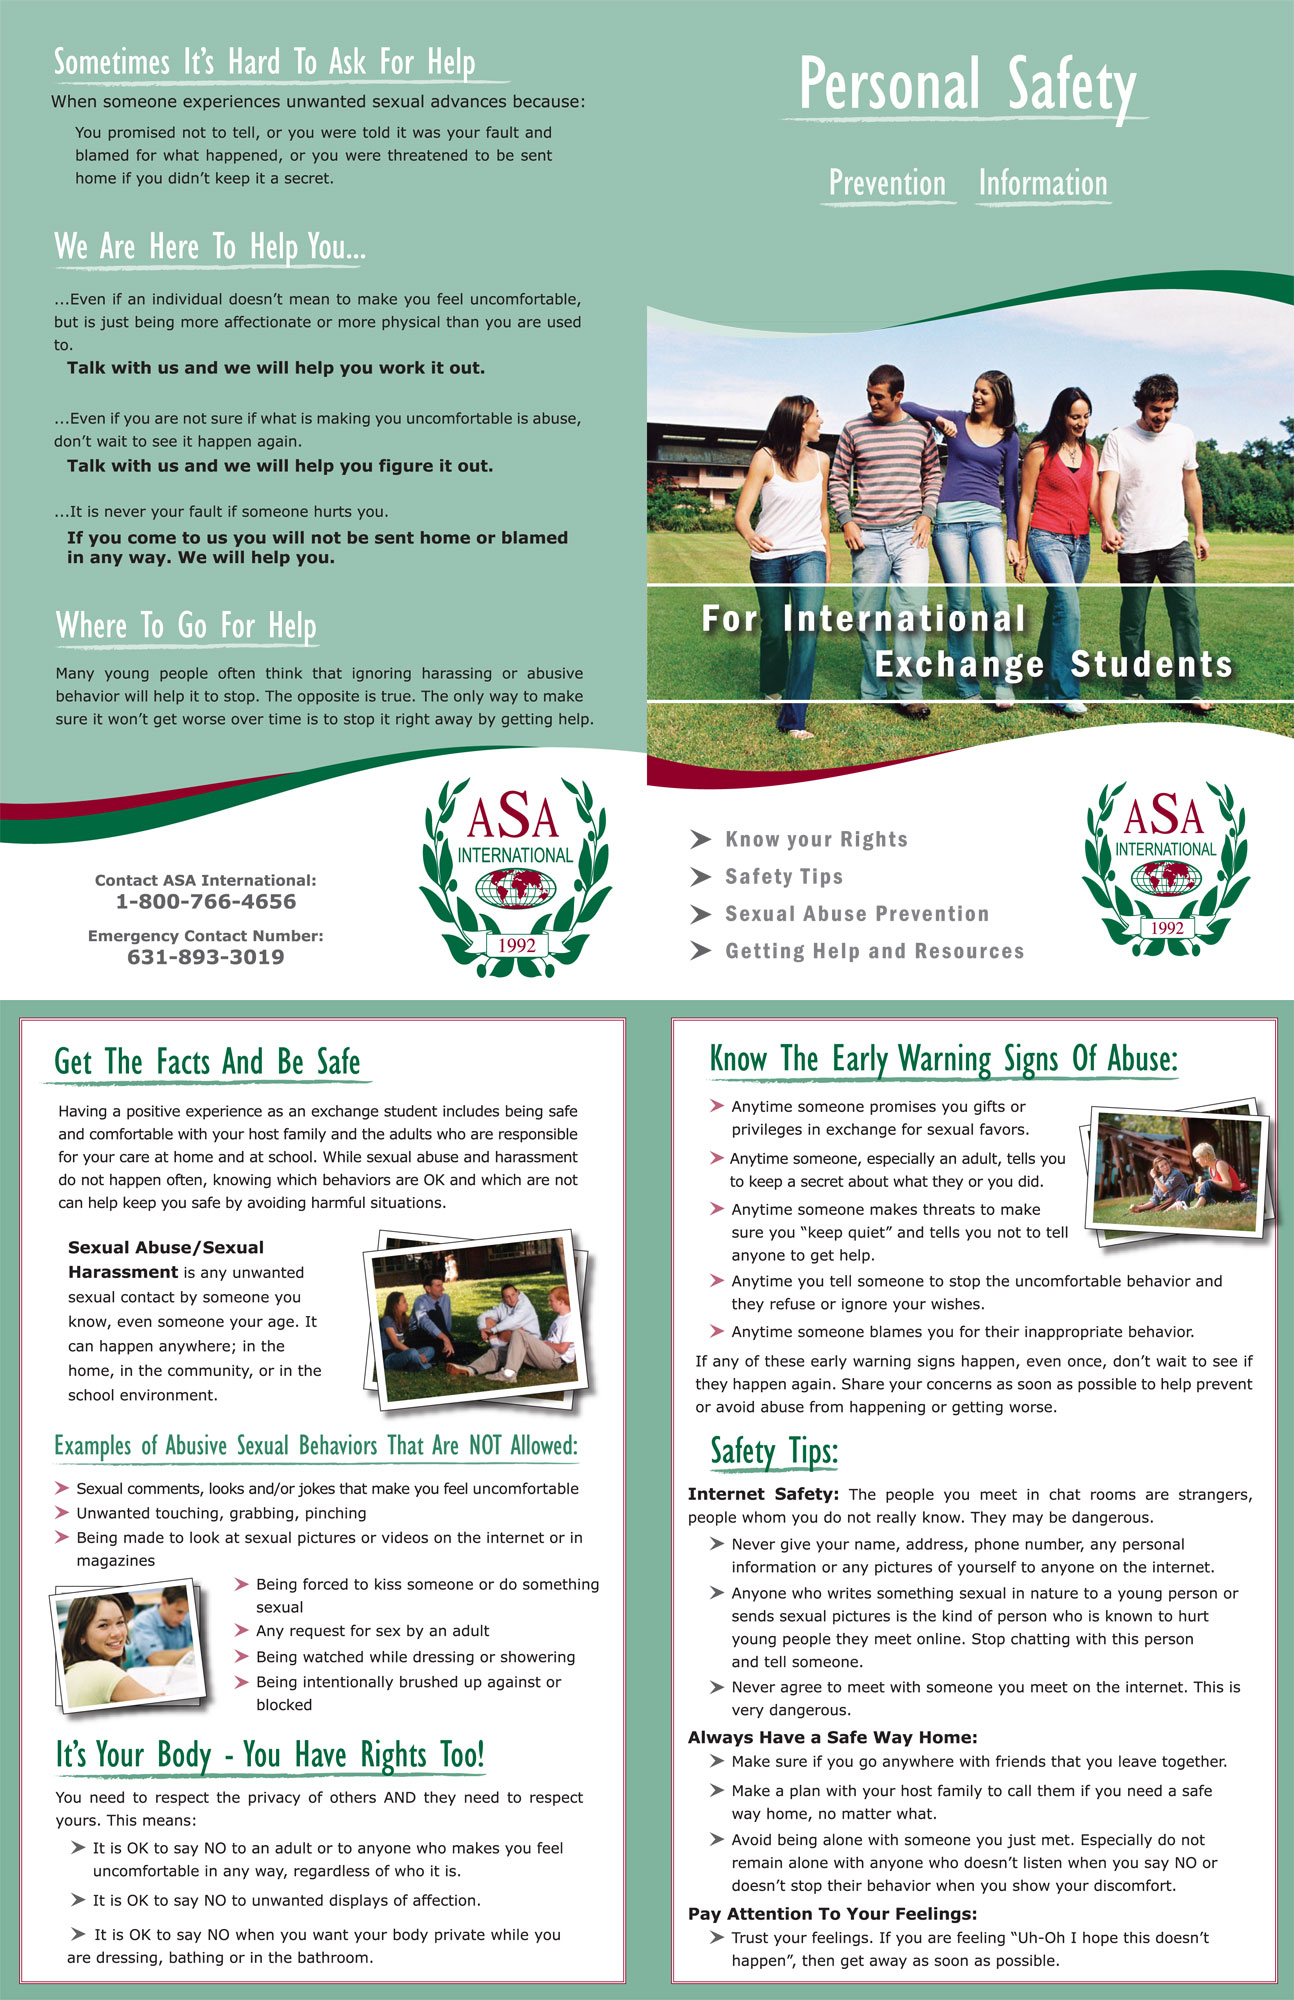 Sometimes It’s Hard To Ask For Help
When someone experiences unwanted sexual advances because:
You promised not to tell, or you were told it was your fault and
blamed for what happened, or you were threatened to be sent
home if you didn’t keep it a secret.
We Are Here To Help You...
...Even if an individual doesn’t mean to make you feel uncomfortable,
but is just being more affectionate or more physical than you are used
to.
Talk with us and we will help you work it out.
...Even if you are not sure if what is making you uncomfortable is abuse,
don’t wait to see it happen again.
Talk with us and we will help you figure it out.
...It is never your fault if someone hurts you.
If you come to us you will not be sent home or blamed
in any way. We will help you.
Where To Go For Help
Many young people often think that ignoring harassing or abusive
behavior will help it to stop. The opposite is true. The only way to make
sure it won’t get worse over time is to stop it right away by getting help.
Contact ASA International:
1-800-766-4656
Emergency Contact Number:
631-893-3019
ASA
INTERNATIONAL
1992
Personal Safety
Prevention Information
For International
Exchange Students
➤ Know your Rights
➤ Safety Tips
➤ Sexual Abuse Prevention
➤ Getting Help and Resources
ASA
INTERNATIONAL
1992
Get The Facts And Be Safe
Having a positive experience as an exchange student includes being safe
and comfortable with your host family and the adults who are responsible
for your care at home and at school. While sexual abuse and harassment
do not happen often, knowing which behaviors are OK and which are not
can help keep you safe by avoiding harmful situations.
Sexual Abuse/Sexual
Harassment is any unwanted
sexual contact by someone you
know, even someone your age. It
can happen anywhere; in the
home, in the community, or in the
school environment.
Examples of Abusive Sexual Behaviors That Are NOT Allowed:
➤ Sexual comments, looks and/or jokes that make you feel uncomfortable
➤ Unwanted touching, grabbing, pinching
➤ Being made to look at sexual pictures or videos on the internet or in
magazines
➤ Being forced to kiss someone or do something
sexual
➤ Any request for sex by an adult
➤ Being watched while dressing or showering
➤ Being intentionally brushed up against or
blocked
It’s Your Body - You Have Rights Too!
You need to respect the privacy of others AND they need to respect
yours. This means:
➤ It is OK to say NO to an adult or to anyone who makes you feel
uncomfortable in any way, regardless of who it is.
➤ It is OK to say NO to unwanted displays of affection.
➤ It is OK to say NO when you want your body private while you
are dressing, bathing or in the bathroom.
Know The Early Warning Signs Of Abuse:
➤ Anytime someone promises you gifts or
privileges in exchange for sexual favors.
➤ Anytime someone, especially an adult, tells you
to keep a secret about what they or you did.
➤ Anytime someone makes threats to make
sure you “keep quiet” and tells you not to tell
anyone to get help.
➤ Anytime you tell someone to stop the uncomfortable behavior and
they refuse or ignore your wishes.
➤ Anytime someone blames you for their inappropriate behavior.
If any of these early warning signs happen, even once, don’t wait to see if
they happen again. Share your concerns as soon as possible to help prevent
or avoid abuse from happening or getting worse.
Safety Tips:
Internet Safety: The people you meet in chat rooms are strangers,
people whom you do not really know. They may be dangerous.
➤ Never give your name, address, phone number, any personal
information or any pictures of yourself to anyone on the internet.
➤ Anyone who writes something sexual in nature to a young person or
sends sexual pictures is the kind of person who is known to hurt
young people they meet online. Stop chatting with this person
and tell someone.
➤ Never agree to meet with someone you meet on the internet. This is
very dangerous.
Always Have a Safe Way Home:
➤ Make sure if you go anywhere with friends that you leave together.
➤ Make a plan with your host family to call them if you need a safe
way home, no matter what.
➤ Avoid being alone with someone you just met. Especially do not
remain alone with anyone who doesn’t listen when you say NO or
doesn’t stop their behavior when you show your discomfort.
Pay Attention To Your Feelings:
➤ Trust your feelings. If you are feeling “Uh-Oh I hope this doesn’t
happen”, then get away as soon as possible.